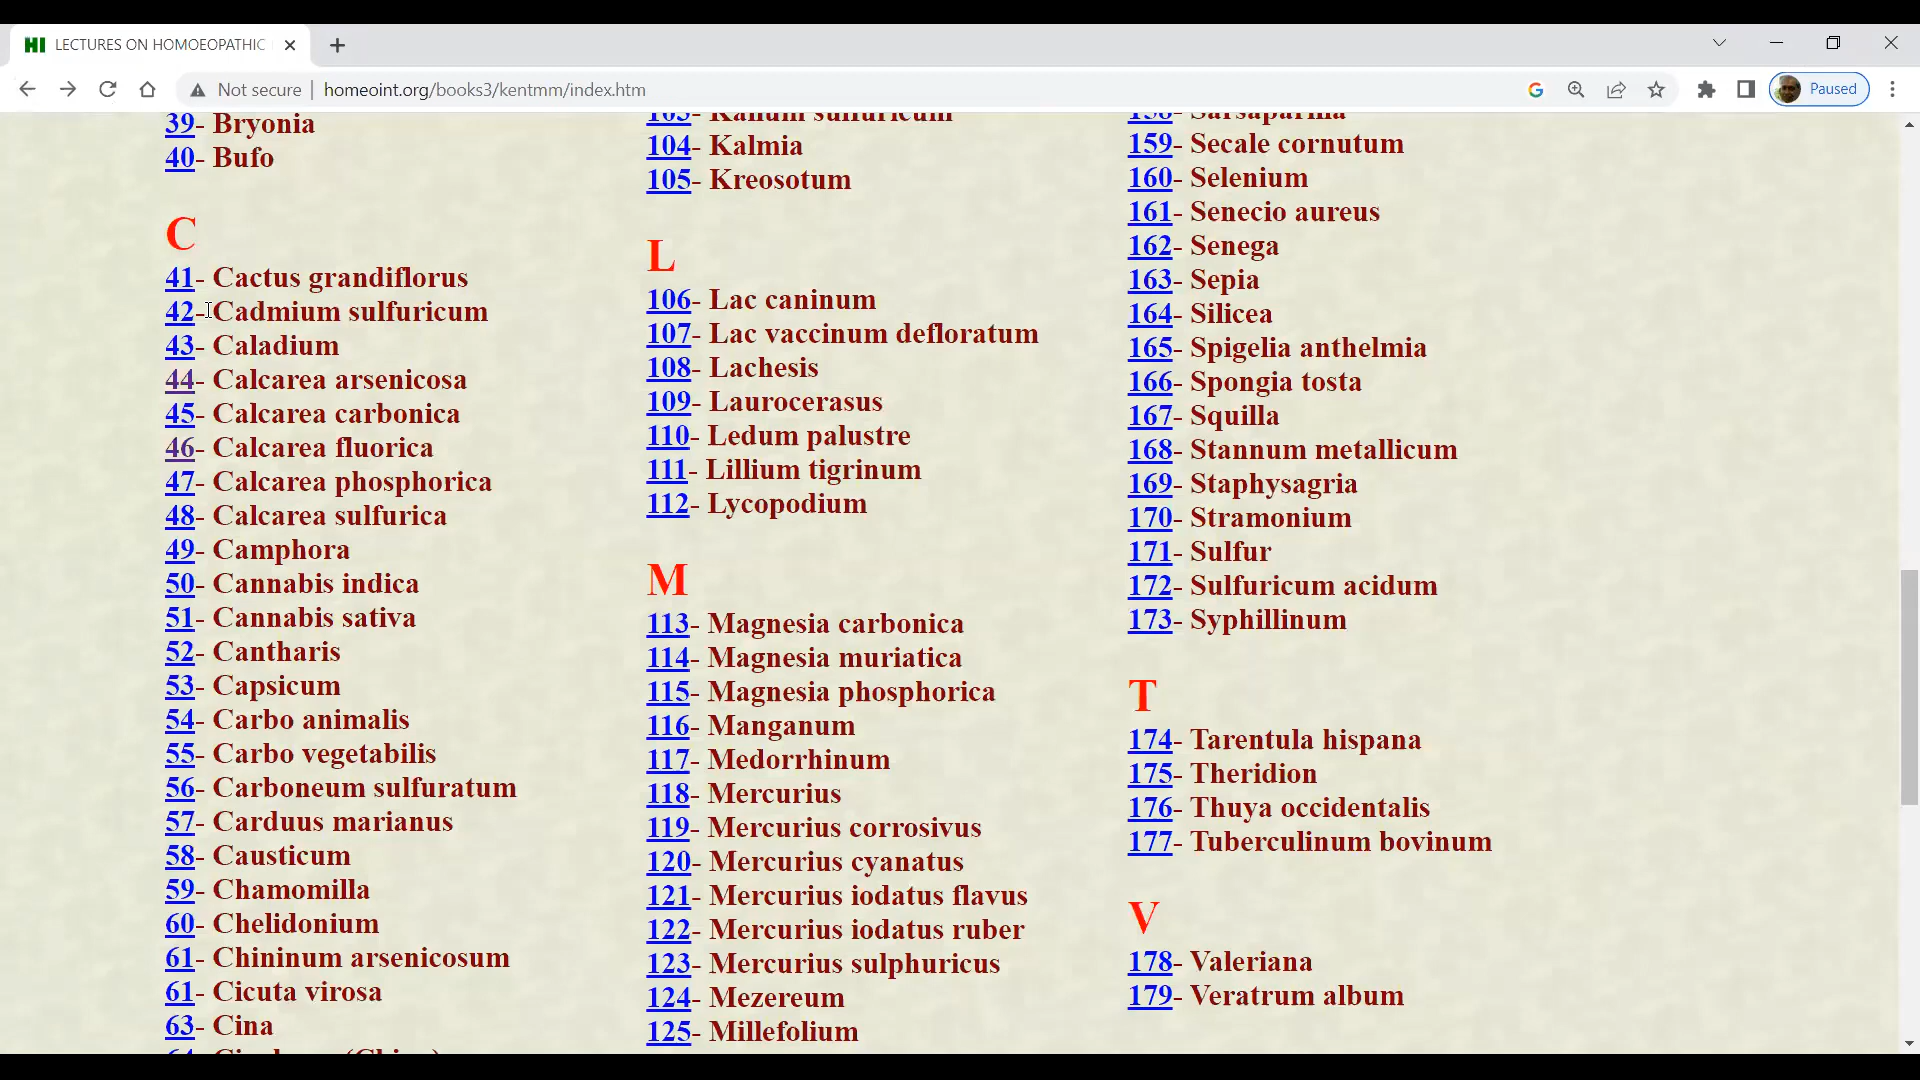 LECTURES ON HOMOEOPATHIC
Not secure
homeoint.org/books3/kentmm/index.htm
Paused
39- Bryonia
40- Bufo
C
41- Cactus grandiflorus
42- Cadmium sulfuricum
43- Caladium
44- Calcarea arsenicosa
45- Calcarea carbonica
46- Calcarea fluorica
47- Calcarea phosphorica
48- Calcarea sulfurica
49- Camphora
50- Cannabis indica
51- Cannabis sativa
52- Cantharis
53- Capsicum
54- Carbo animalis
55- Carbo vegetabilis
56- Carboneum sulfuratum
57- Carduus marianus
58- Causticum
59- Chamomilla
60- Chelidonium
61- Chininum arsenicosum
61- Cicuta virosa
63- Cina
103- Kalium sulfuricum
104- Kalmia
105- Kreosotum
L
106- Lac caninum
107- Lac vaccinum defloratum
108- Lachesis
109- Laurocerasus
110- Ledum palustre
111- Lillium tigrinum
112- Lycopodium
M
113- Magnesia carbonica
114- Magnesia muriatica
115- Magnesia phosphorica
116- Manganum
117- Medorrhinum
118- Mercurius
119- Mercurius corrosivus
120- Mercurius cyanatus
121- Mercurius iodatus flavus
122- Mercurius iodatus ruber
123- Mercurius sulphuricus
124- Mezereum
125- Millefolium
158- Sarsaparilla
159- Secale cornutum
160- Selenium
161- Senecio aureus
162- Senega
163- Sepia
164- Silicea
165- Spigelia anthelmia
166- Spongia tosta
167- Squilla
168- Stannum metallicum
169- Staphysagria
170- Stramonium
171- Sulfur
172- Sulfuricum acidum
173- Syphillinum
T
174- Tarentula hispana
175- Theridion
176- Thuya occidentalis
177- Tuberculinum bovinum
V
178- Valeriana
179- Veratrum album